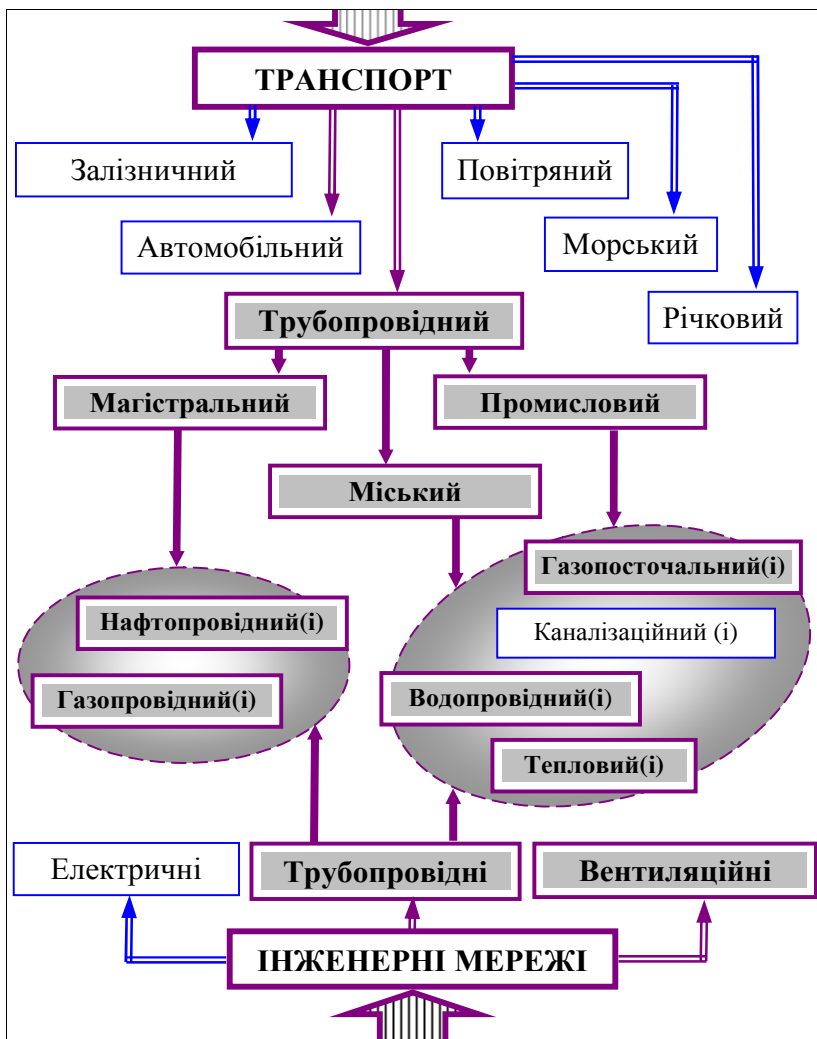 ТРАНСПОРТ
Залізничний
Повітряний
Автомобільний
Морський
Трубопровідний
Річковий
Магістральний
Промисловий
Міський
Газопосточальний(і)
Нафтопровідний(і)
Каналізаційний (і)
Газопровідний(і)
Водопровідний(і)
Тепловий(і)
Електричні
Трубопровідні
Вентиляційні
ІНЖЕНЕРНІ МЕРЕЖІ